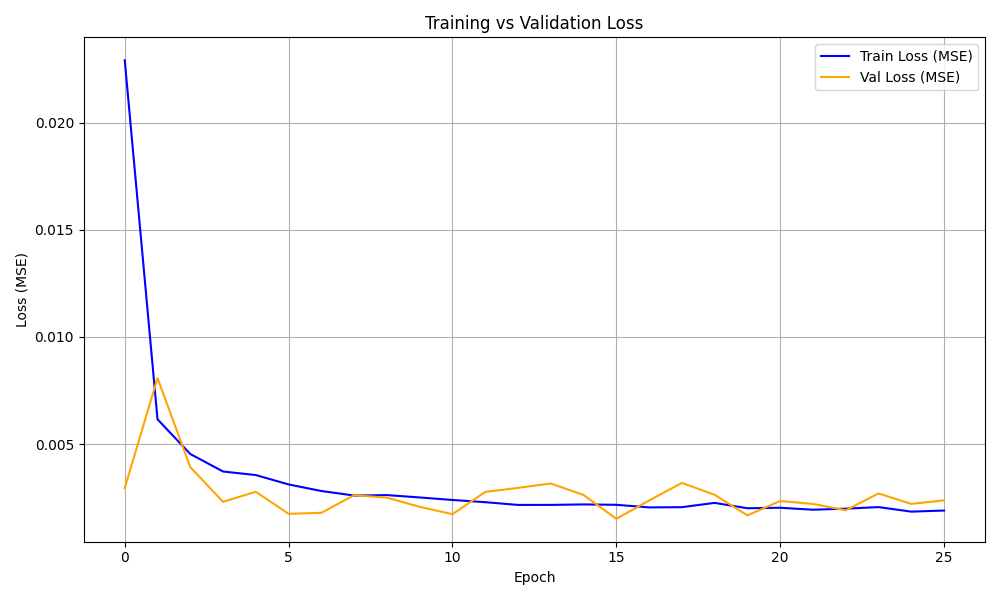 Training vs Validation Loss
Train Loss (MSE)
Val Loss (MSE)
0.020
0.015
0.010
0.005
Loss (MSE)
0 5 10 15 20 25
Epoch